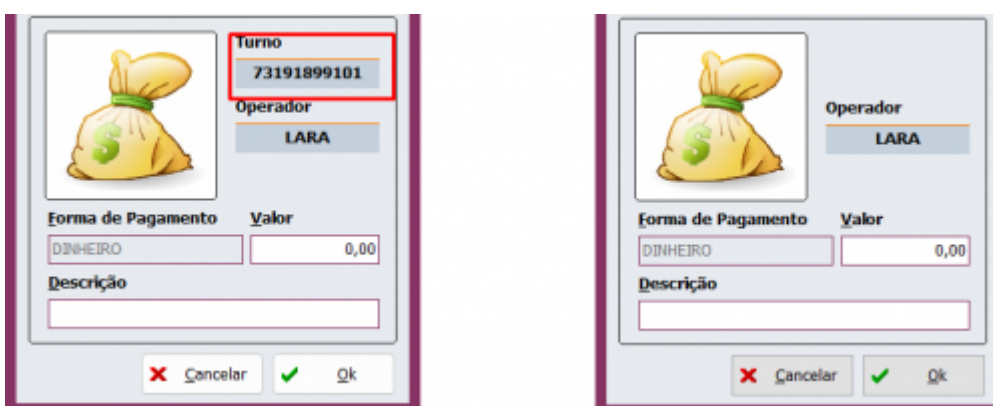 Turno
73191899101
Operador
LARA
Forma de Pagamento Valor
DINHEIRO 0,00
Descrição
Cancelar Ok
Operador
LARA
Forma de Pagamento Valor
DINHEIRO 0,00
Descrição
Cancelar Ok